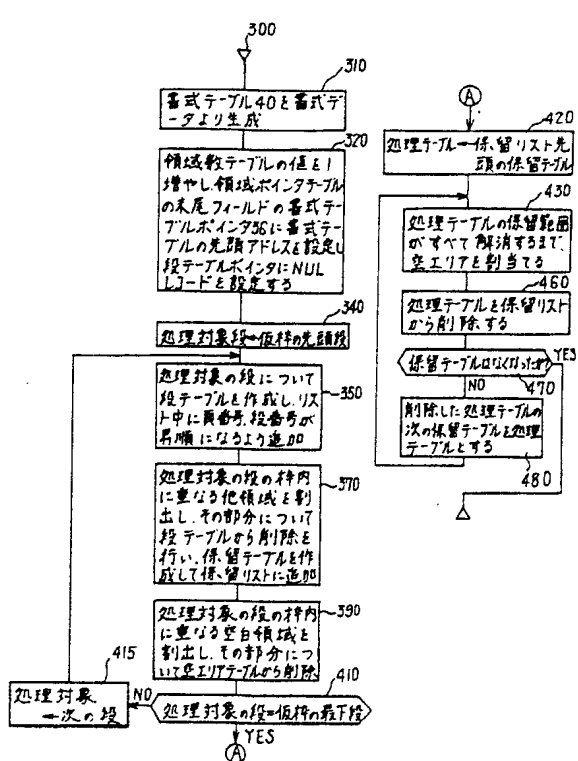 300
310
書式テーブル40を書式デ
ータより生成
320
領域数テーブルの値を1
増やし、領域ポインタテーブル
の末尾フィールドの書式テー
ブルポインタ36に書式テーブ
ルの先頭アドレスを設定し
段テーブルポインタにNUL
Lコードを設定する
340
処理対象段←仮枠の先頭段
350
処理対象の段について
段テーブルを作成し、リス
ト中に頁番号、段番号が
昇順になるよう追加
370
処理対象の段の枠内
に重なる他領域を割
出し、その部分について
段テーブルから削除を
行い、保留テーブルを作
成して保留リストに追加
390
処理対象の段の枠内
に重なる空白領域を
割出し、その部分につい
て空エリアテーブルから削除
410
処理対象の段=仮枠の最下段
NO
YES
A
415
処理対象
←次の段
A
420
処理テーブル←保留リスト先
頭の保留テーブル
430
処理テーブルの保留範囲
がすべて解消するまで、
空エリアを割当てる
460
処理テーブルを保留リスト
から削除する
保留テーブルはなくなったか?
YES
470
NO
削除した処理テーブルの
次の保留テーブルを処理
テーブルとする
480